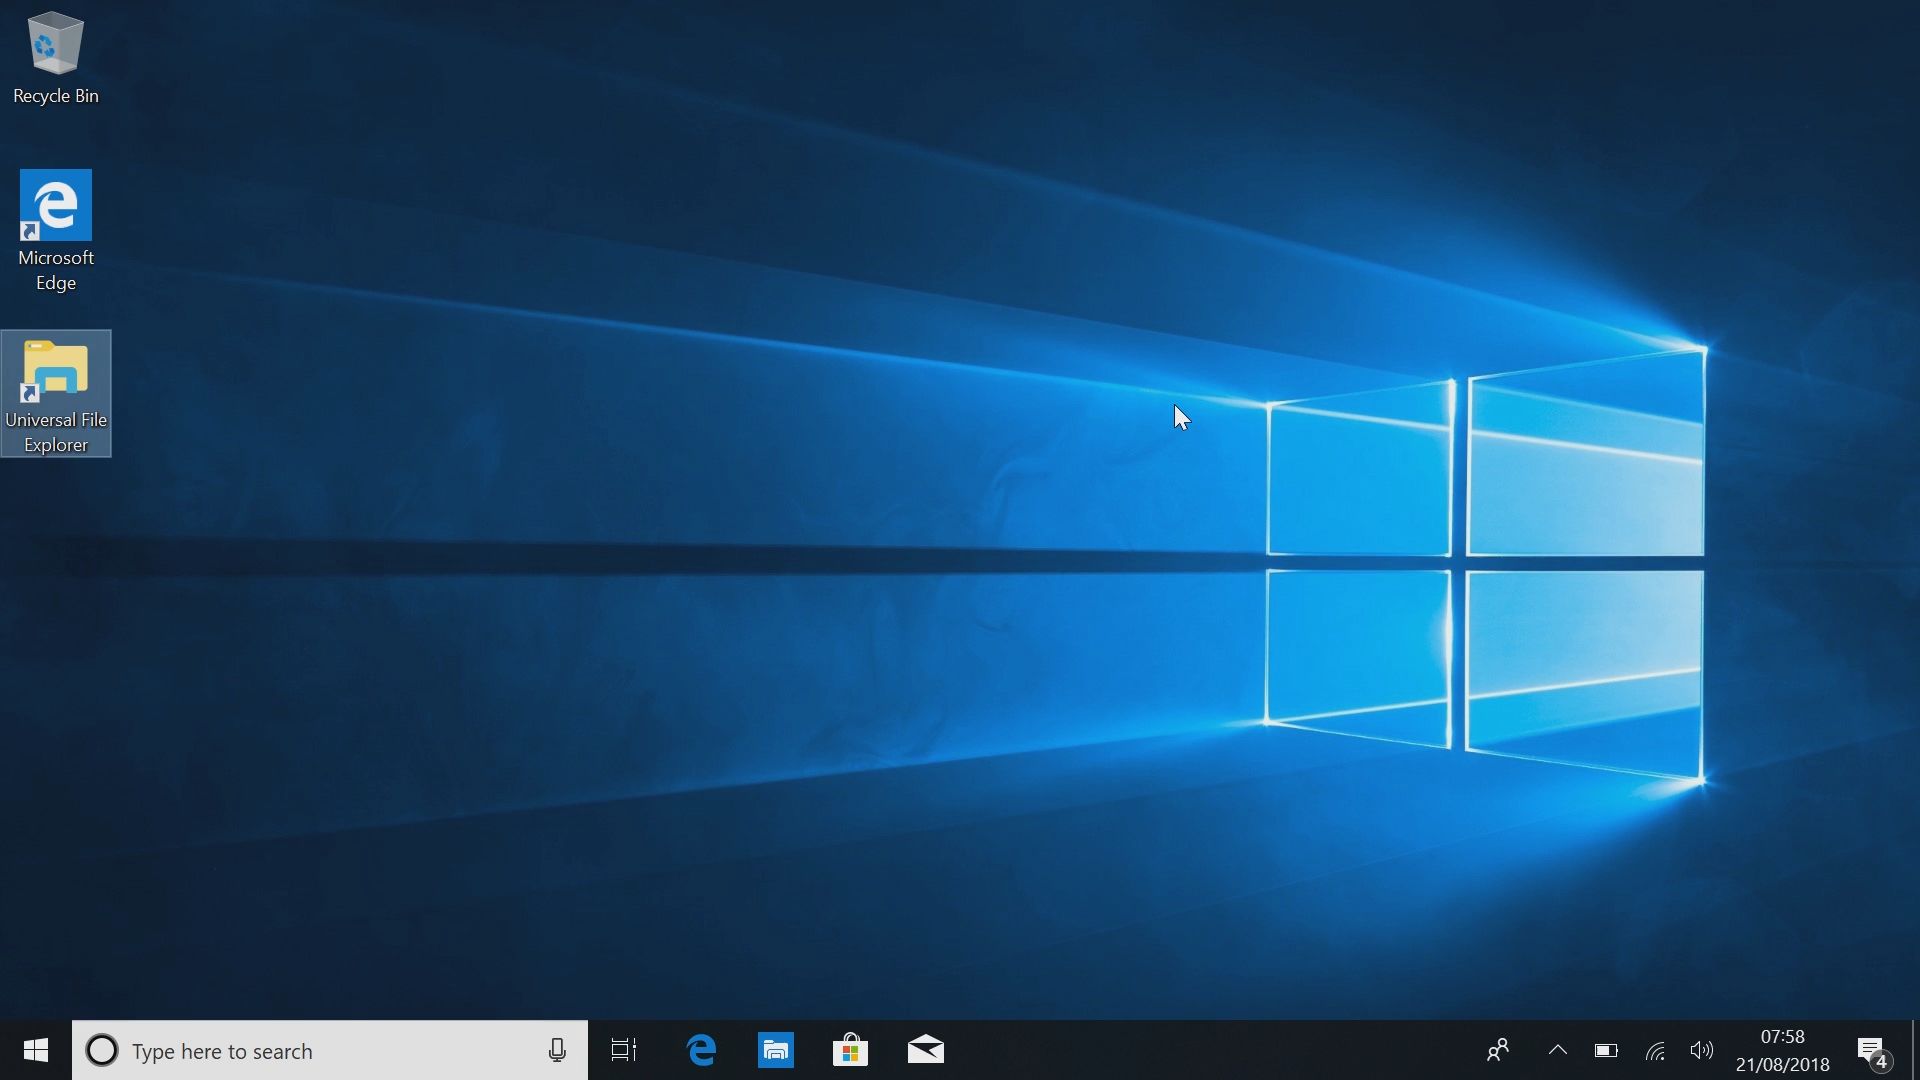 Recycle Bin
Microsoft
Edge
Universal File
Explorer
Type here to search
07:58
21/08/2018
4